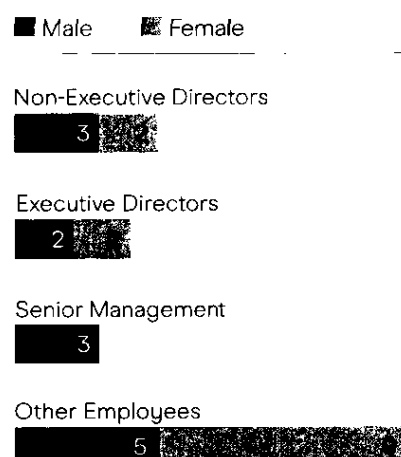 Male Female
Non-Executive Directors
3
Executive Directors
2
Senior Management
3
Other Employees
5